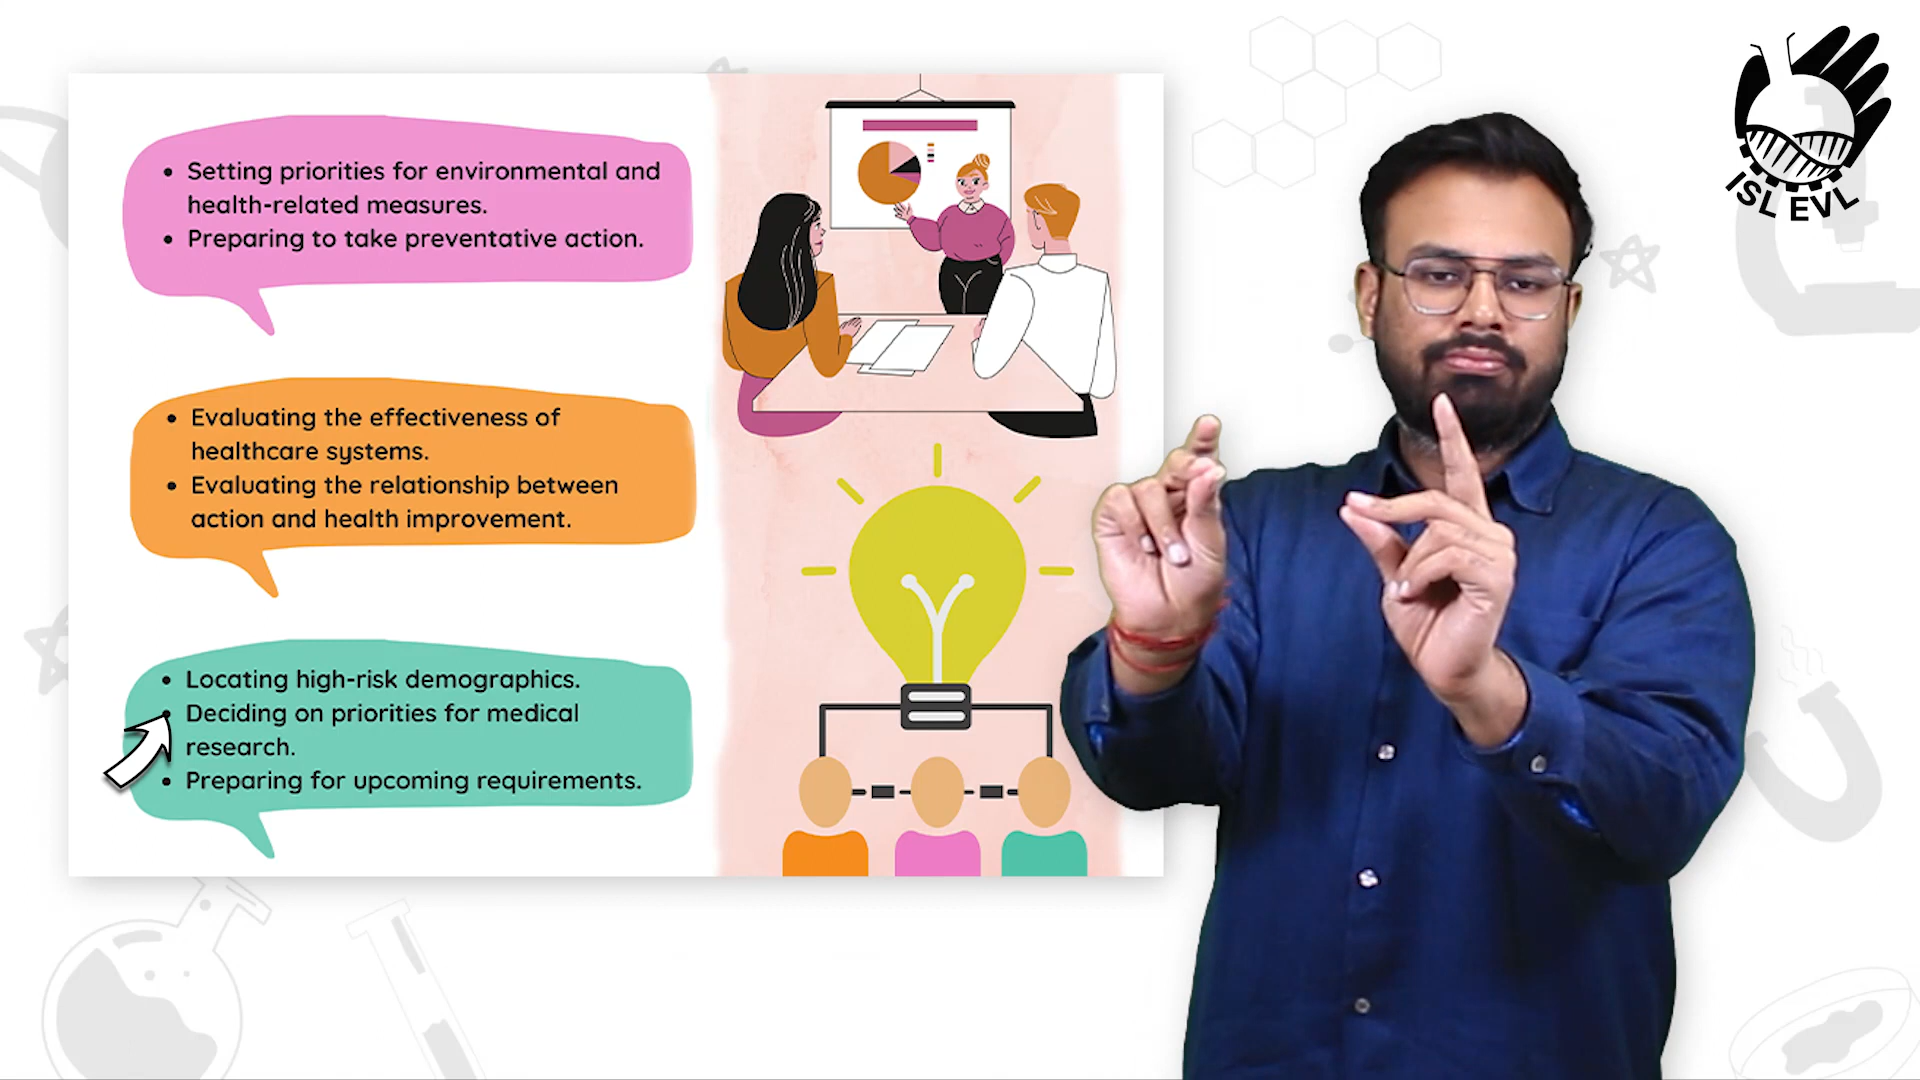 • Setting priorities for environmental and
health-related measures.
• Preparing to take preventative action.
• Evaluating the effectiveness of
healthcare systems.
• Evaluating the relationship between
action and health improvement.
• Locating high-risk demographics.
• Deciding on priorities for medical
research.
• Preparing for upcoming requirements.
ISL EVL